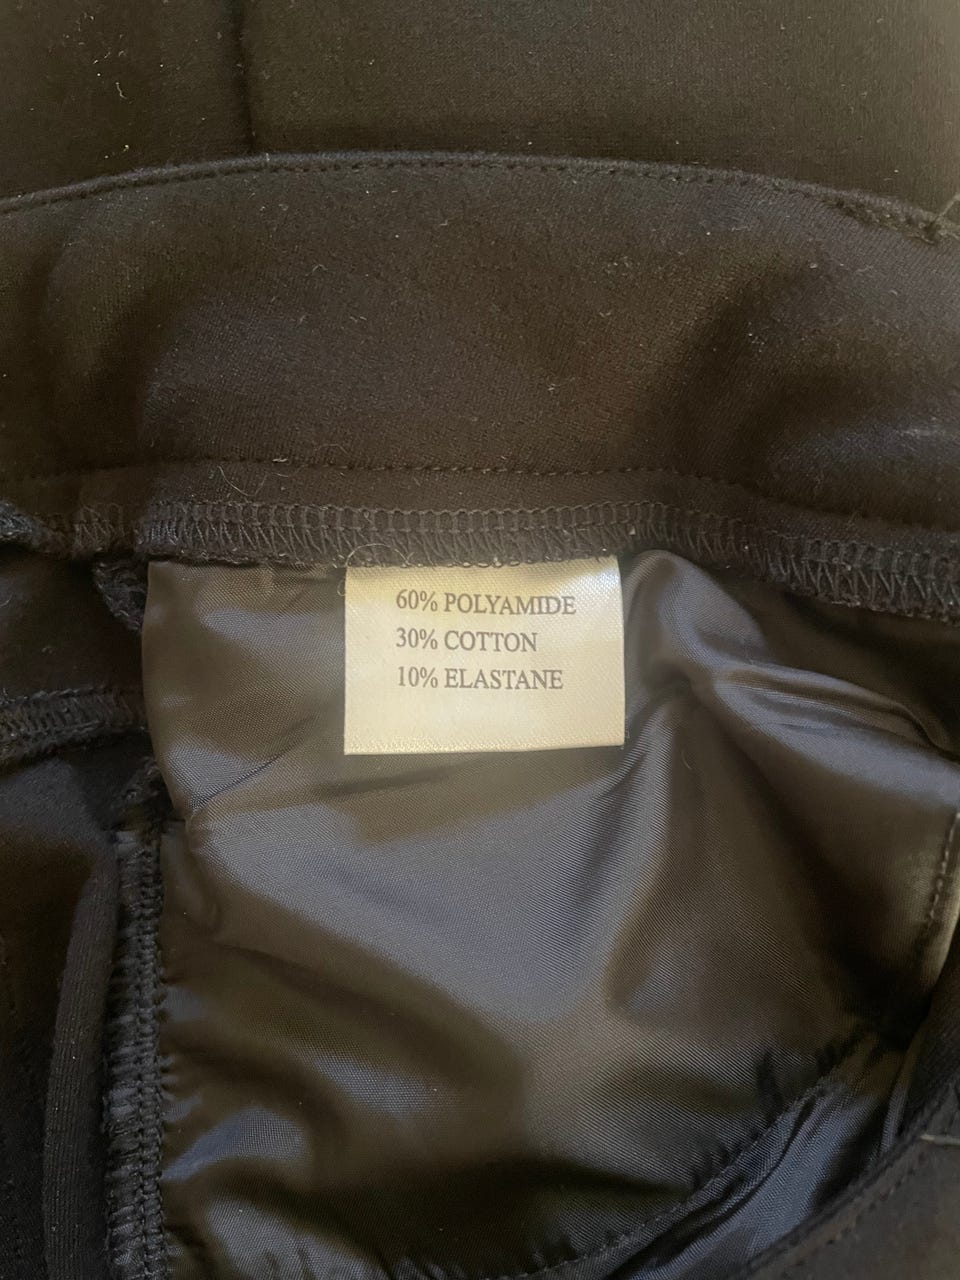 60% POLYAMIDE
30% COTTON
10% ELASTANE